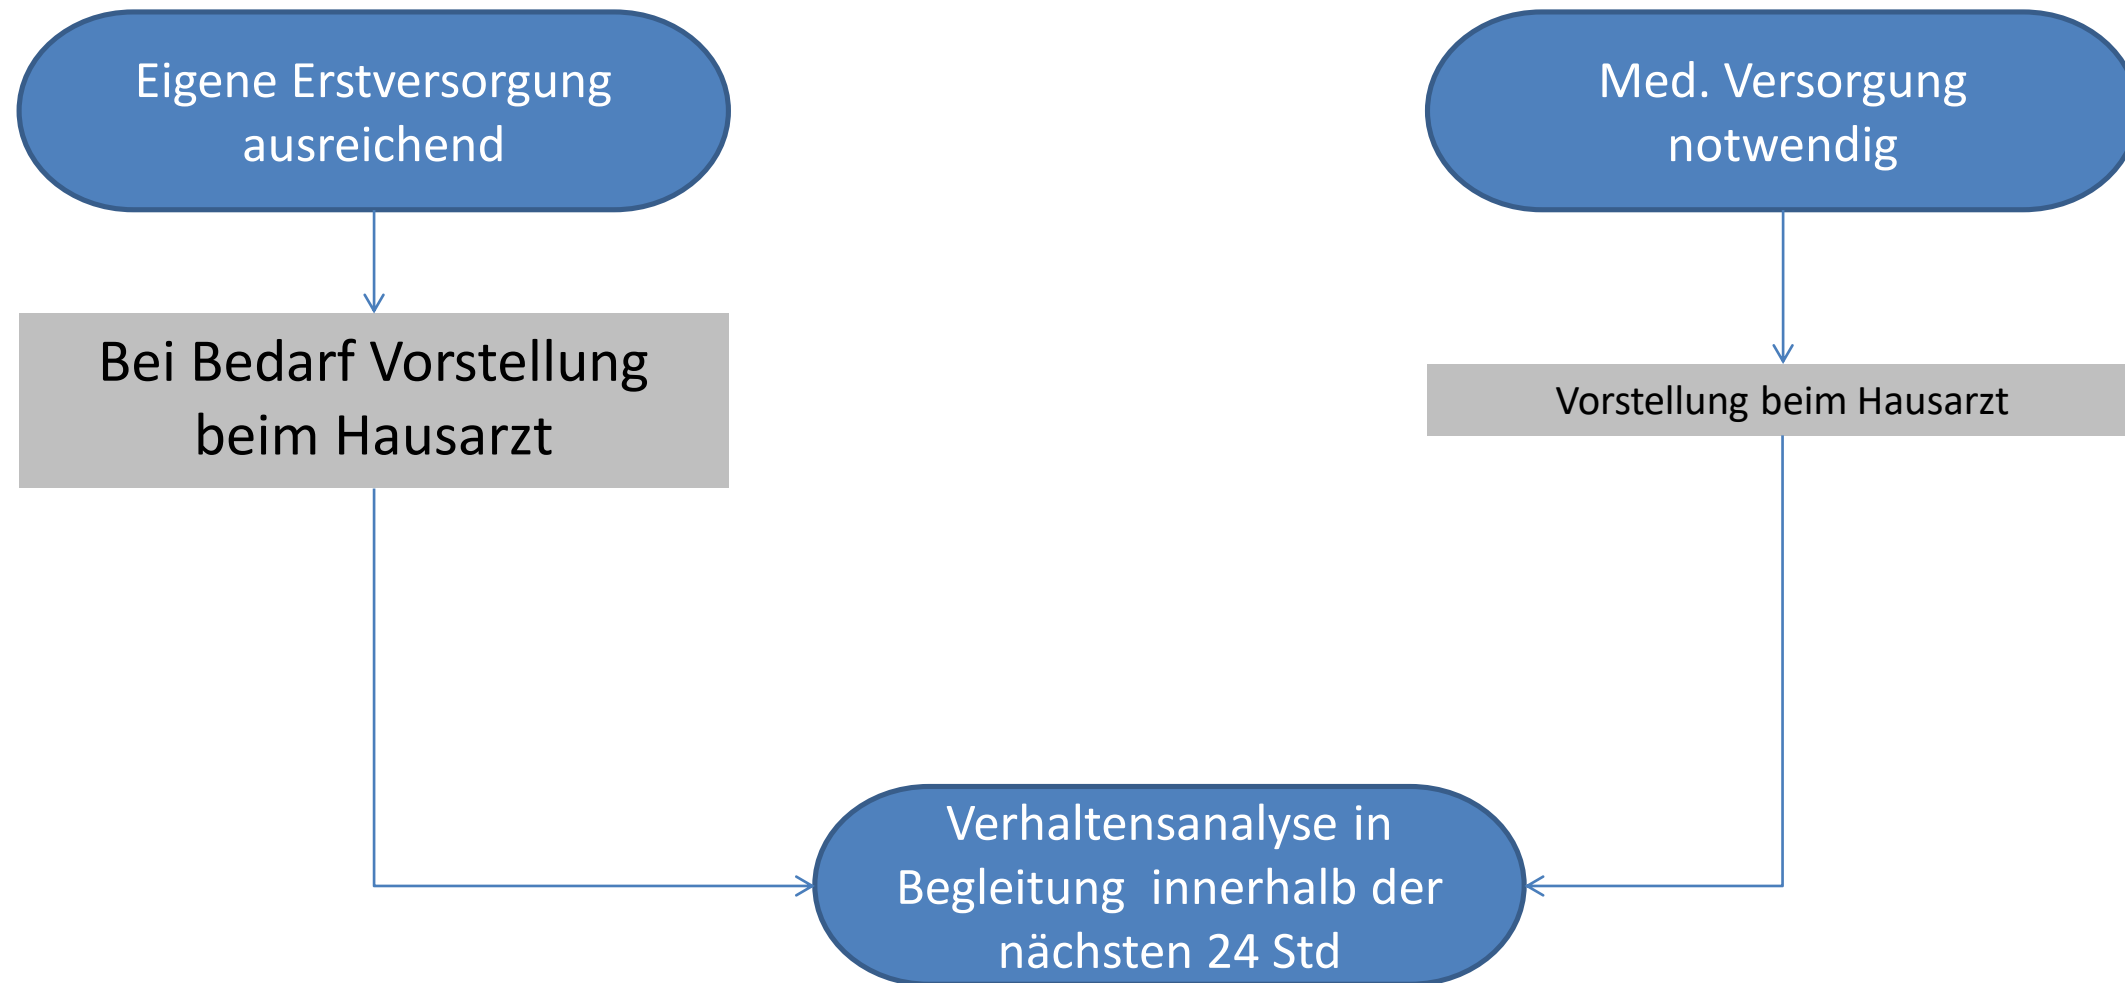 Eigene Erstversorgung
ausreichend
Med. Versorgung
notwendig
Bei Bedarf Vorstellung
beim Hausarzt
Vorstellung beim Hausarzt
Verhaltensanalyse in
Begleitung  innerhalb der
nächsten 24 Std